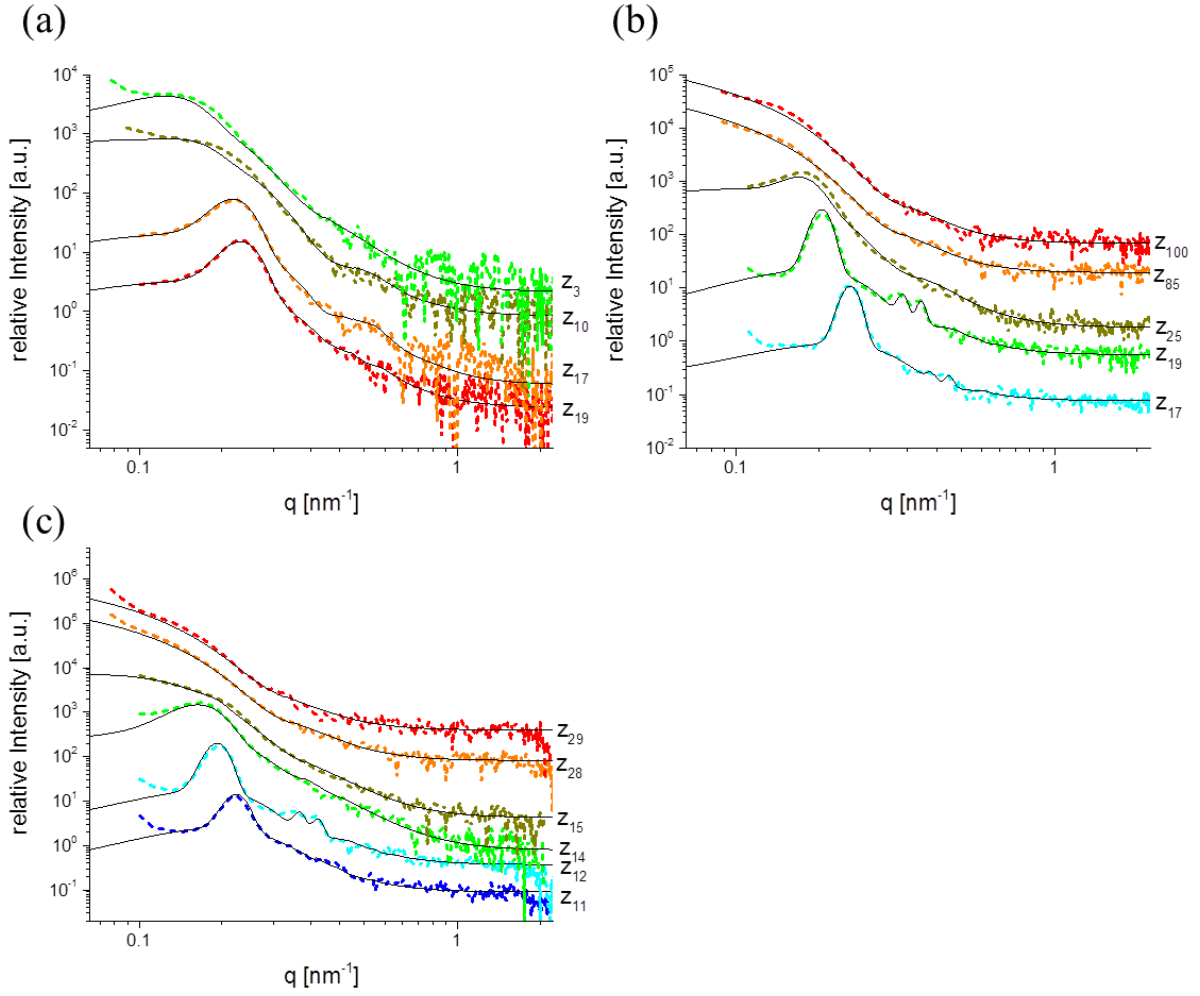 (a)
10⁴
10³
10²
10¹
10⁰
10⁻¹
10⁻²
relative Intensity [a.u.]
z₃
z₁₀
z₁₇
z₁₉
0.1
1
q [nm⁻¹]
(b)
10⁵
10⁴
10³
10²
10¹
10⁰
10⁻¹
10⁻²
relative Intensity [a.u.]
z₁₀₀
z₈₅
z₂₅
z₁₉
z₁₇
0.1
1
q [nm⁻¹]
(c)
10⁶
10⁵
10⁴
10³
10²
10¹
10⁰
10⁻¹
relative Intensity [a.u.]
z₂₉
z₂₈
z₁₅
z₁₄
z₁₂
z₁₁
0.1
1
q [nm⁻¹]